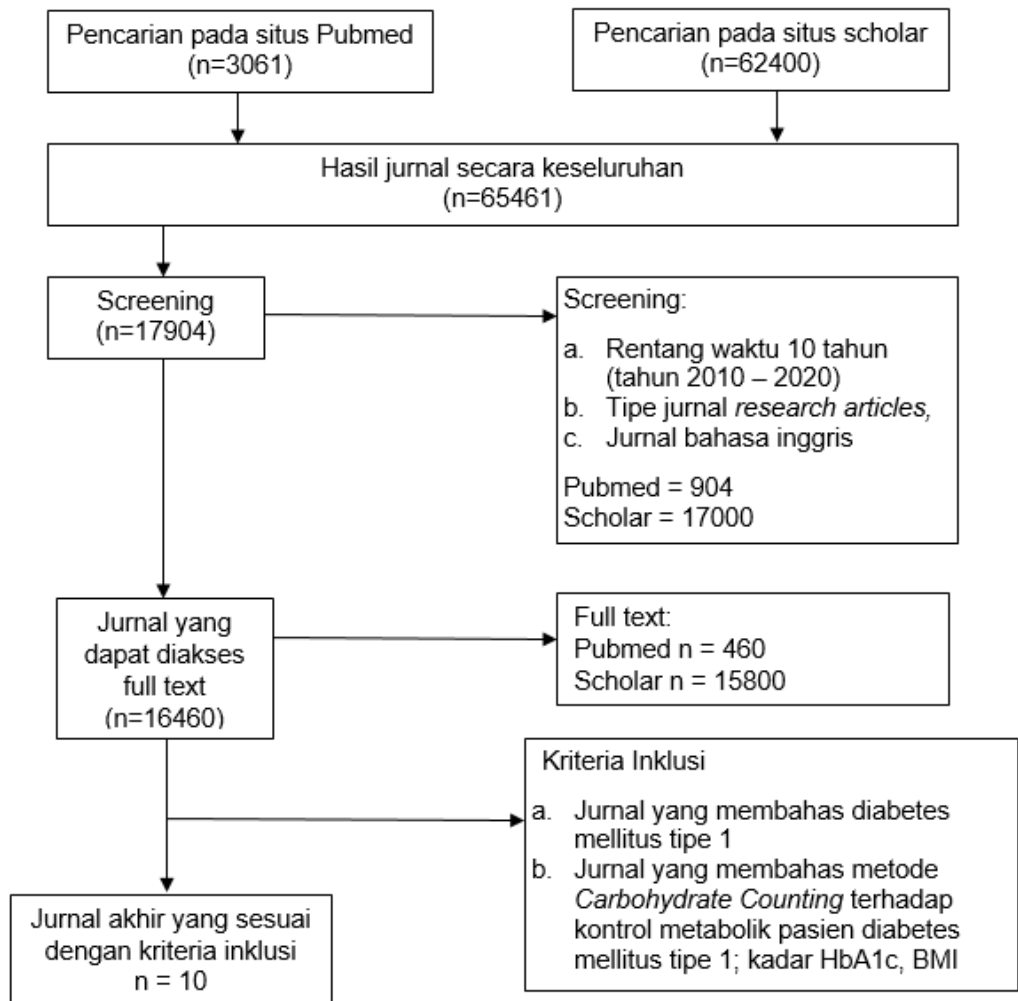 Pencarian pada situs Pubmed
(n=3061)
Pencarian pada situs scholar
(n=62400)
Hasil jurnal secara keseluruhan
(n=65461)
Screening
(n=17904)
Screening:
a. Rentang waktu 10 tahun
(tahun 2010 – 2020)
b. Tipe jurnal research articles,
c. Jurnal bahasa inggris
Pubmed = 904
Scholar = 17000
Jurnal yang
dapat diakses
full text
(n=16460)
Full text:
Pubmed n = 460
Scholar n = 15800
Kriteria Inklusi
a. Jurnal yang membahas diabetes
mellitus tipe 1
b. Jurnal yang membahas metode
Carbohydrate Counting terhadap
kontrol metabolik pasien diabetes
mellitus tipe 1; kadar HbA1c, BMI
Jurnal akhir yang sesuai
dengan kriteria inklusi
n = 10